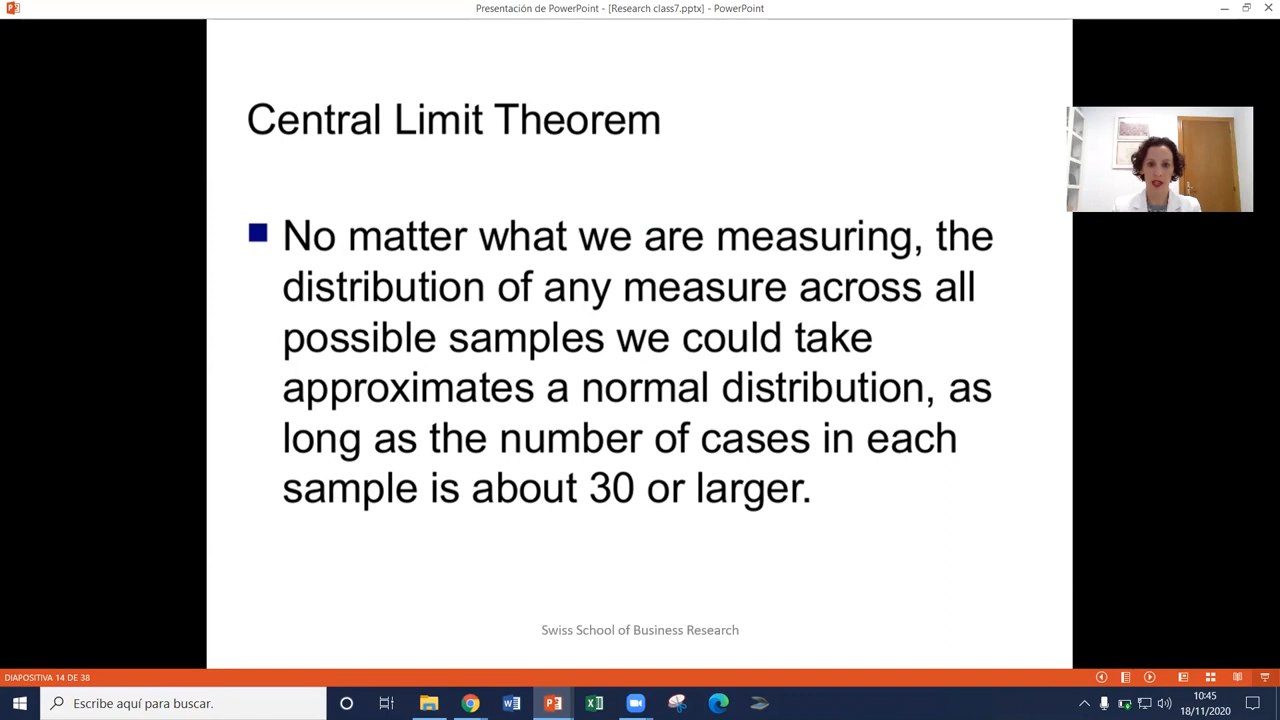 Presentación de PowerPoint - [Research class7.pptx] - PowerPoint
Central Limit Theorem
No matter what we are measuring, the
distribution of any measure across all
possible samples we could take
approximates a normal distribution, as
long as the number of cases in each
sample is about 30 or larger.
Swiss School of Business Research
DIAPOSITIVA 14 DE 38
Escribe aquí para buscar.
10:45
18/11/2020